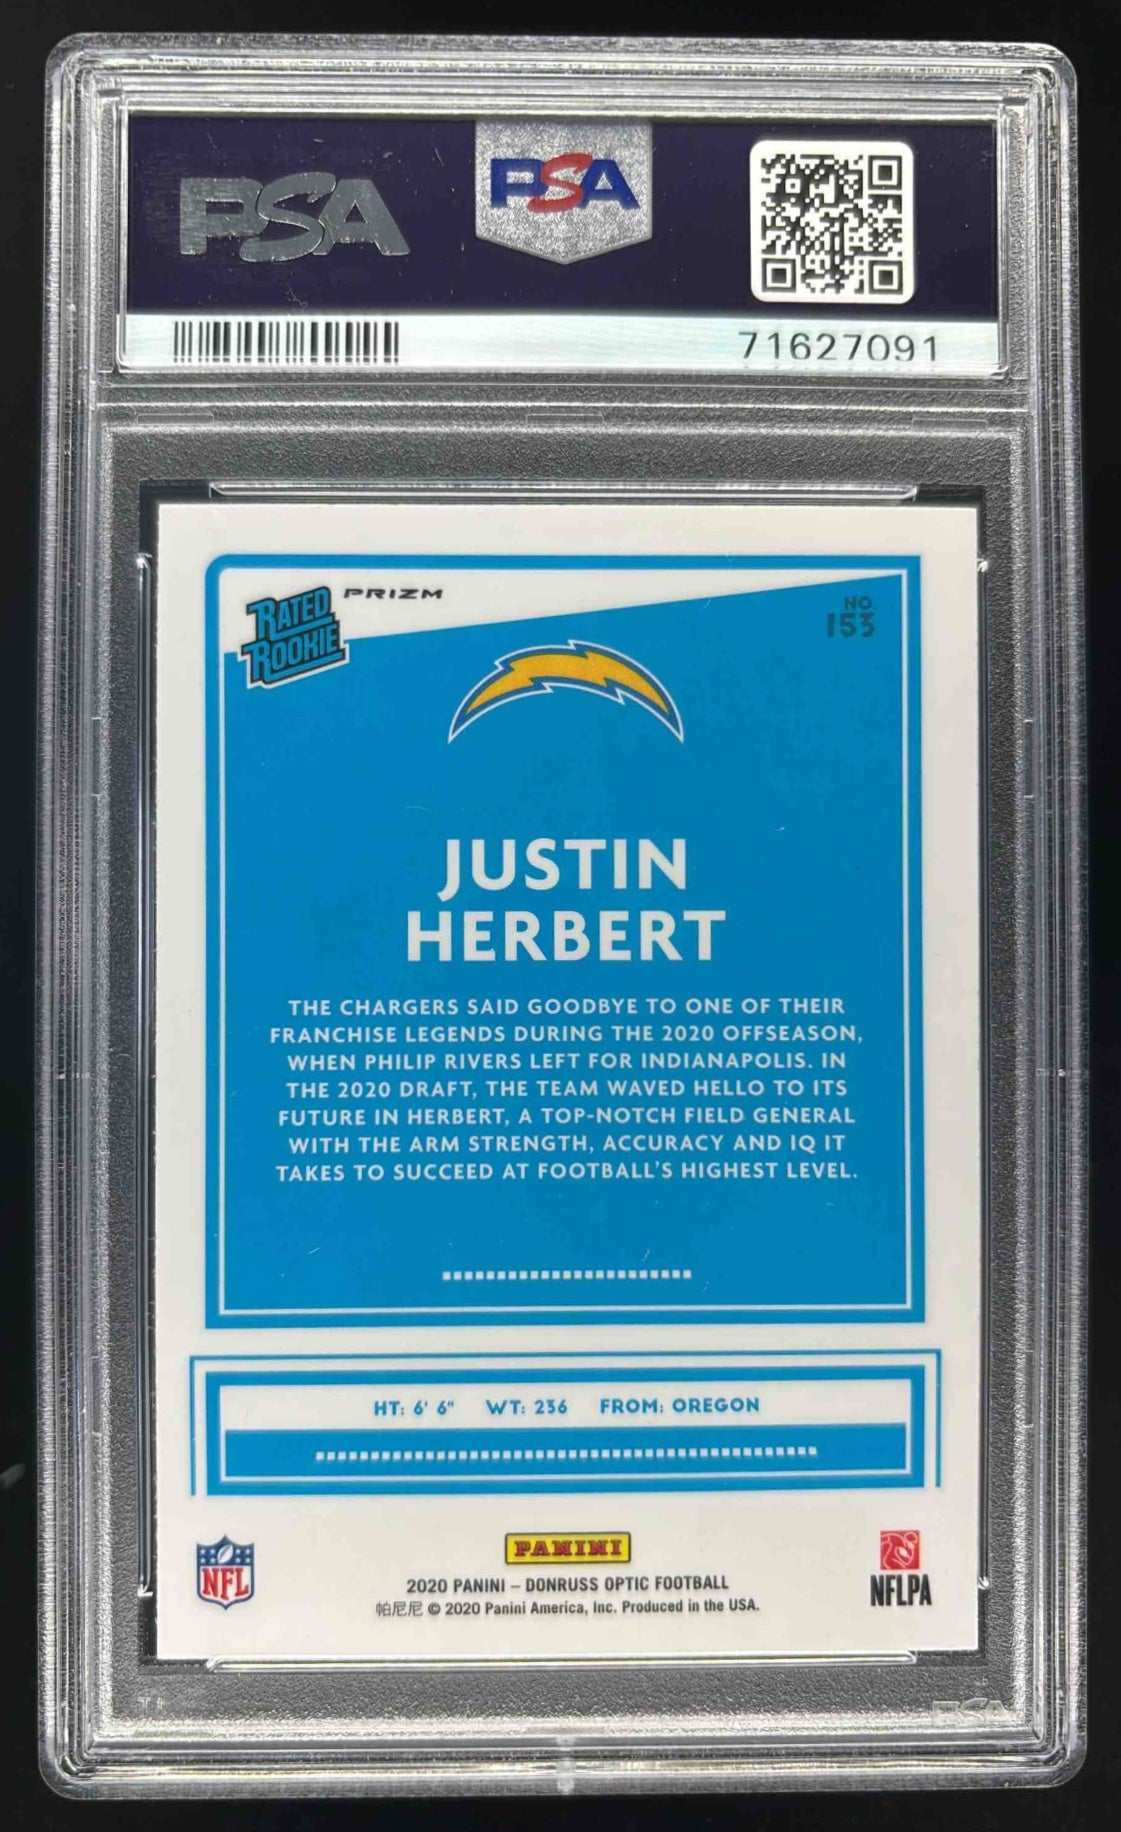 PSA
PSA
71627091
RATED
ROOKIE
PRIZM
NO.
153
JUSTIN
HERBERT
THE CHARGERS SAID GOODBYE TO ONE OF THEIR
FRANCHISE LEGENDS DURING THE 2020 OFFSEASON,
WHEN PHILIP RIVERS LEFT FOR INDIANAPOLIS. IN
THE 2020 DRAFT, THE TEAM WAVED HELLO TO ITS
FUTURE IN HERBERT, A TOP-NOTCH FIELD GENERAL
WITH THE ARM STRENGTH, ACCURACY AND IQ IT
TAKES TO SUCCEED AT FOOTBALL'S HIGHEST LEVEL.
HT: 6' 6" WT: 236 FROM: OREGON
NFL
PANINI
2020 PANINI – DONRUSS OPTIC FOOTBALL
帕尼尼 © 2020 Panini America, Inc. Produced in the USA.
NFLPA
PSA